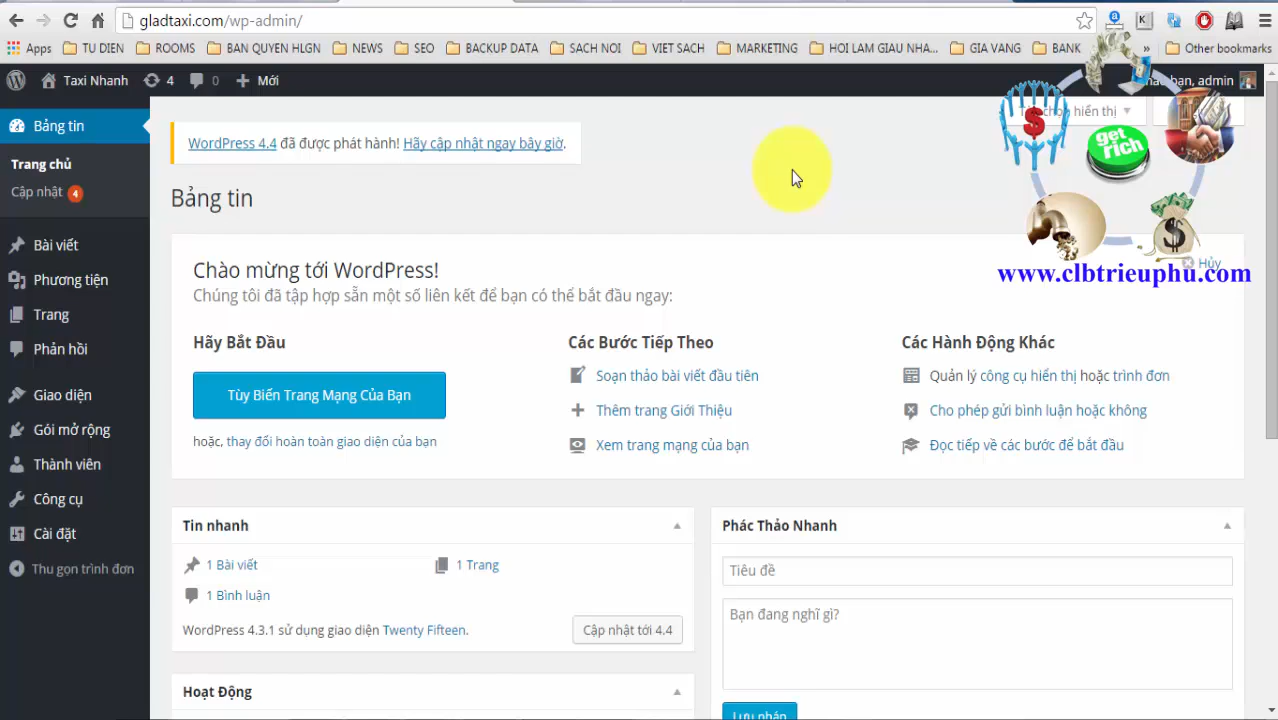 gladtaxi.com/wp-admin/
Apps TU DIEN ROOMS BAN QUYEN HLGN NEWS SEO BACKUP DATA SACH NOI VIET SACH MARKETING HOI LAM GIAU NHA... GIA VANG BANK » Other bookmarks
Taxi Nhanh 4 0 Mới bạn, admin
Bảng tin
Trang chủ
Cập nhật 4
Bài viết
Phương tiện
Trang
Phản hồi
Giao diện
Gói mở rộng
Thành viên
Công cụ
Cài đặt
Thu gọn trình đơn
hiển thị
WordPress 4.4 đã được phát hành! Hãy cập nhật ngay bây giờ.
Bảng tin
get rich
$
$
www.clbtrieuphu.com
Hủy
Chào mừng tới WordPress!
Chúng tôi đã tập hợp sẵn một số liên kết để bạn có thể bắt đầu ngay:
Hãy Bắt Đầu
Tùy Biến Trang Mạng Của Bạn
hoặc, thay đổi hoàn toàn giao diện của bạn
Các Bước Tiếp Theo
Soạn thảo bài viết đầu tiên
Thêm trang Giới Thiệu
Xem trang mạng của bạn
Các Hành Động Khác
Quản lý công cụ hiển thị hoặc trình đơn
Cho phép gửi bình luận hoặc không
Đọc tiếp về các bước để bắt đầu
Tin nhanh
1 Bài viết 1 Trang
1 Bình luận
WordPress 4.3.1 sử dụng giao diện Twenty Fifteen. Cập nhật tới 4.4
Hoạt Động
Phác Thảo Nhanh
Tiêu đề
Bạn đang nghĩ gì?
Lưu nháp